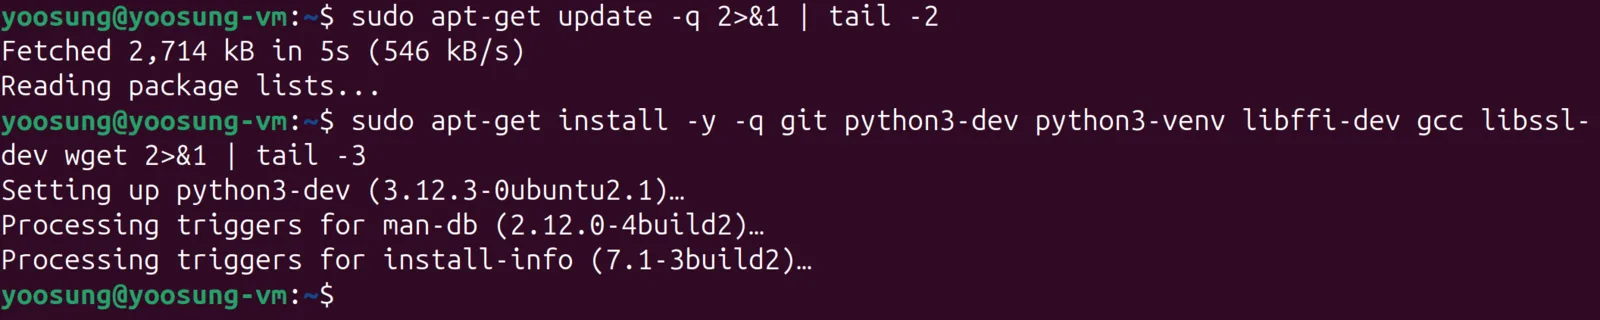 yoosung@yoosung-vm:~$ sudo apt-get update -q 2>&1 | tail -2
Fetched 2,714 kB in 5s (546 kB/s)
Reading package lists...
yoosung@yoosung-vm:~$ sudo apt-get install -y -q git python3-dev python3-venv libffi-dev gcc libssl-
dev wget 2>&1 | tail -3
Setting up python3-dev (3.12.3-0ubuntu2.1)…
Processing triggers for man-db (2.12.0-4build2)…
Processing triggers for install-info (7.1-3build2)…
yoosung@yoosung-vm:~$